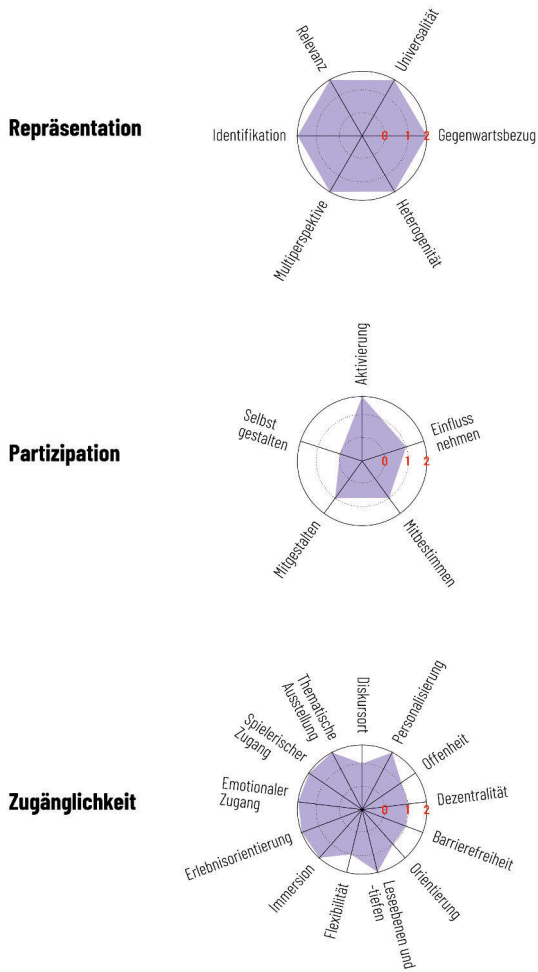 Repräsentation
Relevanz
Universalität
Identifikation
0 1 2
Gegenwartsbezug
Multiperspektive
Heterogenität
Partizipation
Aktivierung
Selbst
gestalten
Einfluss
nehmen
0 1 2
Mitgestalten
Mitbestimmen
Zugänglichkeit
Thematische
Ausstellung
Diskursort
Personalisierung
Spielerischer
Zugang
Offenheit
Emotionaler
Zugang
Dezentralität
0 1 2
Erlebnisorientierung
Barrierefreiheit
Immersion
Flexibilität
Leseebenen und
-tiefen
Orientierung